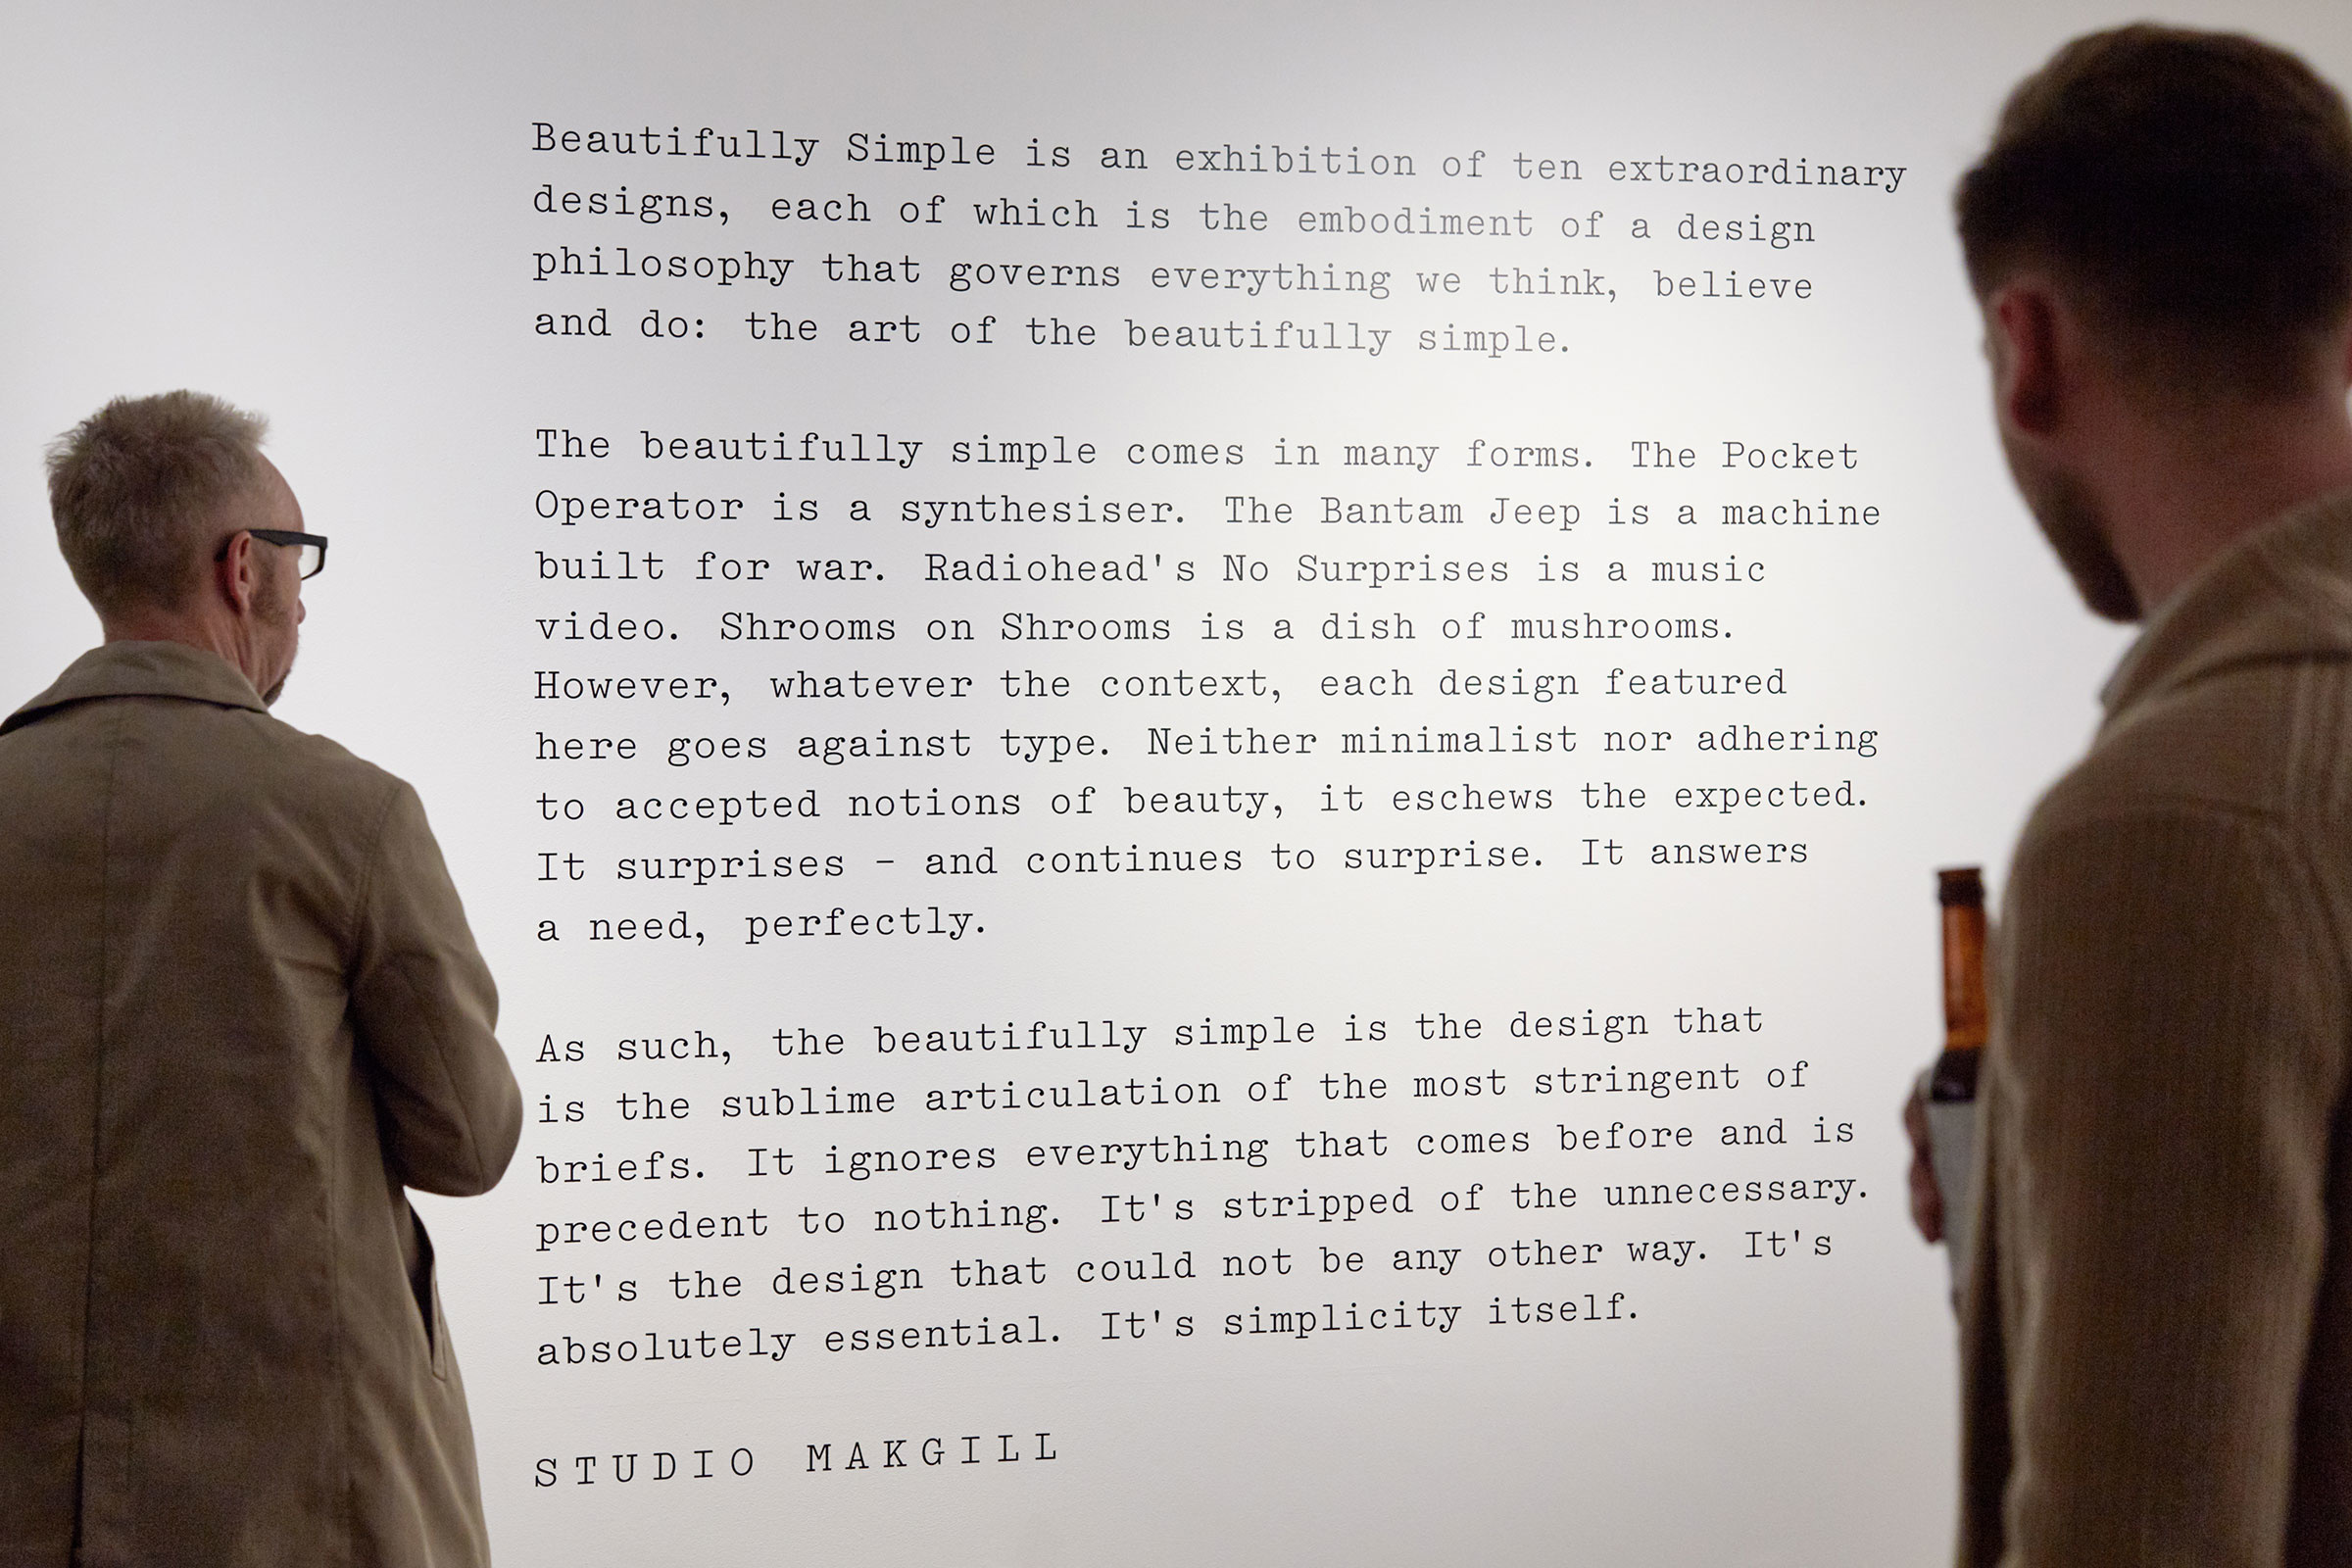 Beautifully Simple is an exhibition of ten extraordinary
designs, each of which is the embodiment of a design
philosophy that governs everything we think, believe
and do: the art of the beautifully simple.
The beautifully simple comes in many forms. The Pocket
Operator is a synthesiser. The Bantam Jeep is a machine
built for war. Radiohead's No Surprises is a music
video. Shrooms on Shrooms is a dish of mushrooms.
However, whatever the context, each design featured
here goes against type. Neither minimalist nor adhering
to accepted notions of beauty, it eschews the expected.
It surprises – and continues to surprise. It answers
a need, perfectly.
As such, the beautifully simple is the design that
is the sublime articulation of the most stringent of
briefs. It ignores everything that comes before and is
precedent to nothing. It's stripped of the unnecessary.
It's the design that could not be any other way. It's
absolutely essential. It's simplicity itself.
STUDIO MAKGILL